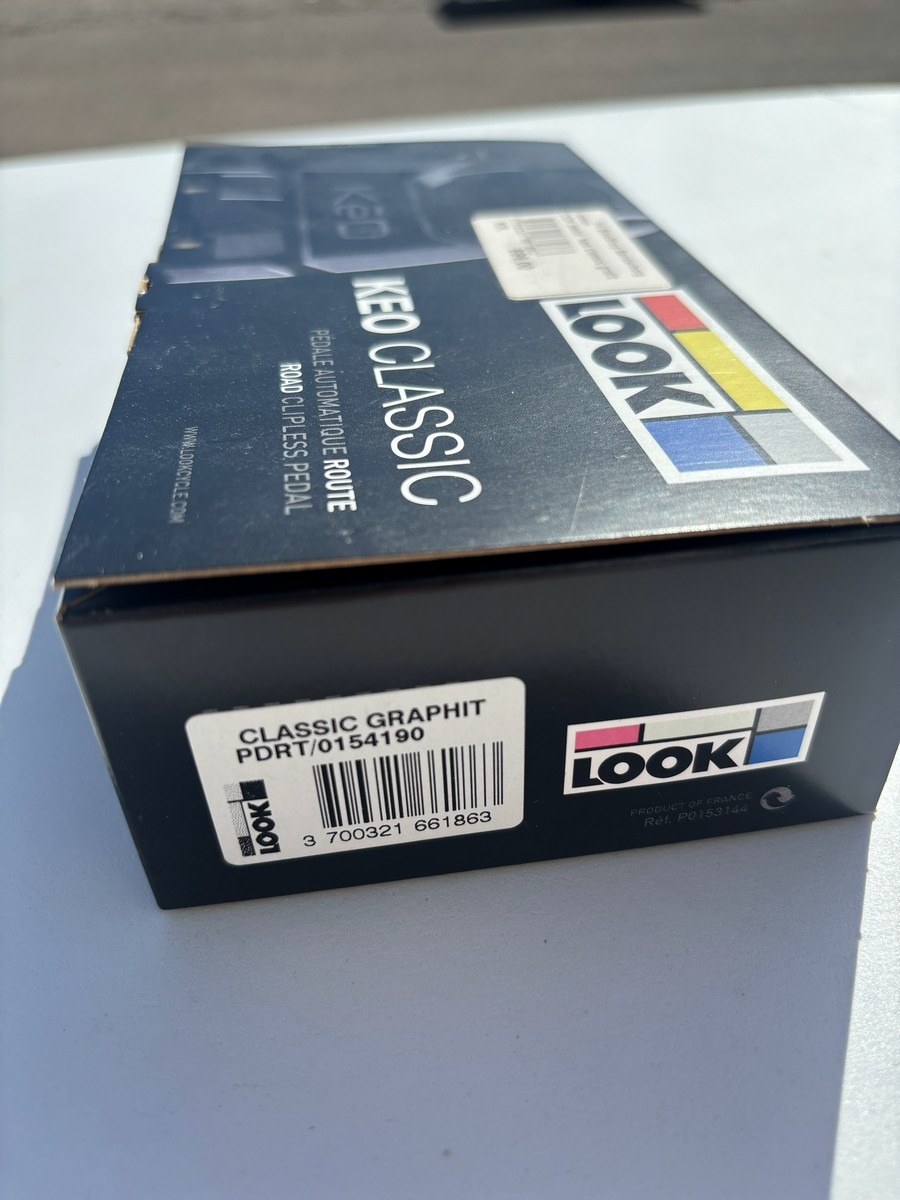 KEO
LOOK
KEO CLASSIC
PÉDALE AUTOMATIQUE ROUTE
ROAD CLIPLESS PEDAL
WWW.LOOKCYCLE.COM
CLASSIC GRAPHIT
PDRT/0154190
LOOK
3 700321 661863
LOOK
PRODUCT OF FRANCE
Réf. P0153144